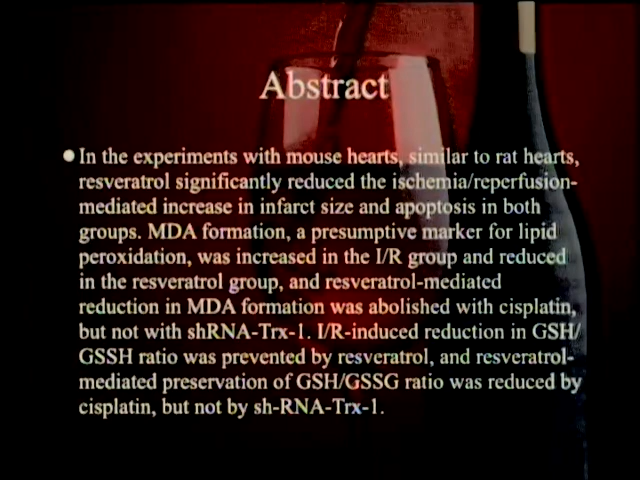 Abstract
In the experiments with mouse hearts, similar to rat hearts,
resveratrol significantly reduced the ischemia/reperfusion-
mediated increase in infarct size and apoptosis in both
groups. MDA formation, a presumptive marker for lipid
peroxidation, was increased in the I/R group and reduced
in the resveratrol group, and resveratrol-mediated
reduction in MDA formation was abolished with cisplatin,
but not with shRNA-Trx-1. I/R-induced reduction in GSH/
GSSH ratio was prevented by resveratrol, and resveratrol-
mediated preservation of GSH/GSSG ratio was reduced by
cisplatin, but not by sh-RNA-Trx-1.